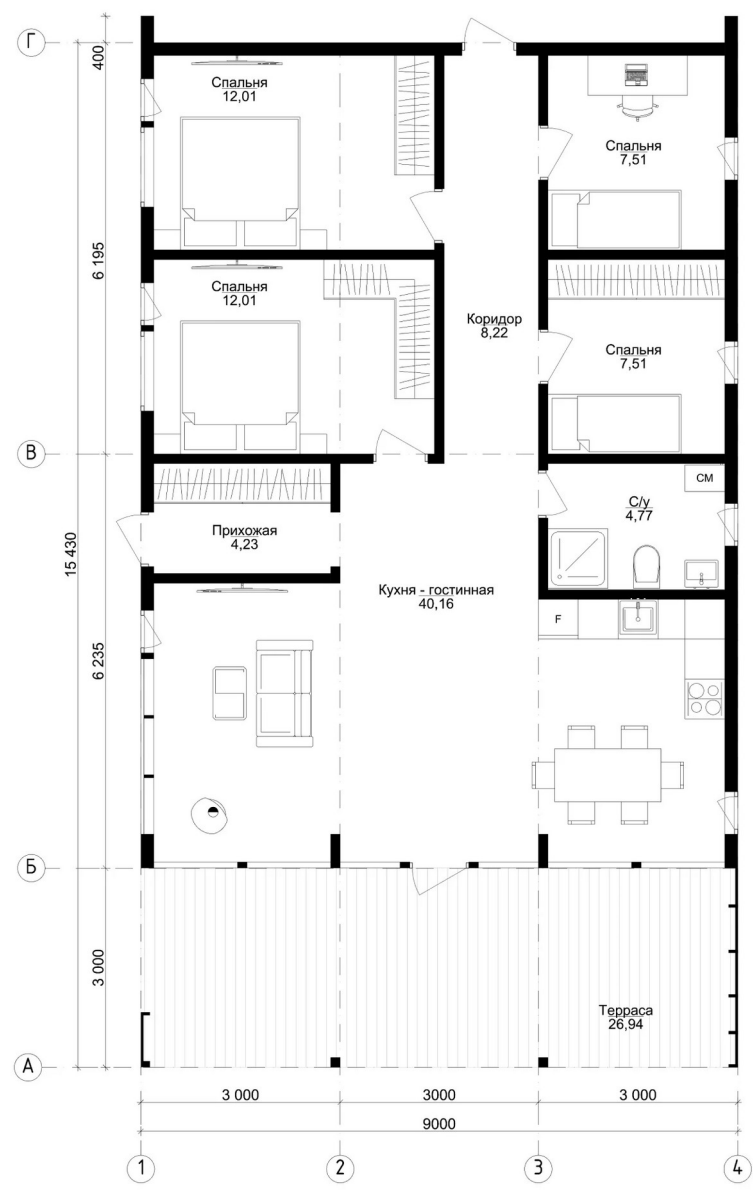 Г
400
Спальня
12,01
Спальня
7,51
6 195
Спальня
12,01
Коридор
8,22
Спальня
7,51
В
СМ
С/у
4,77
Прихожая
4,23
15 430
Кухня - гостинная
40,16
F
6 235
Б
3 000
Терраса
26,94
А
3 000
3000
3 000
9000
1
2
3
4